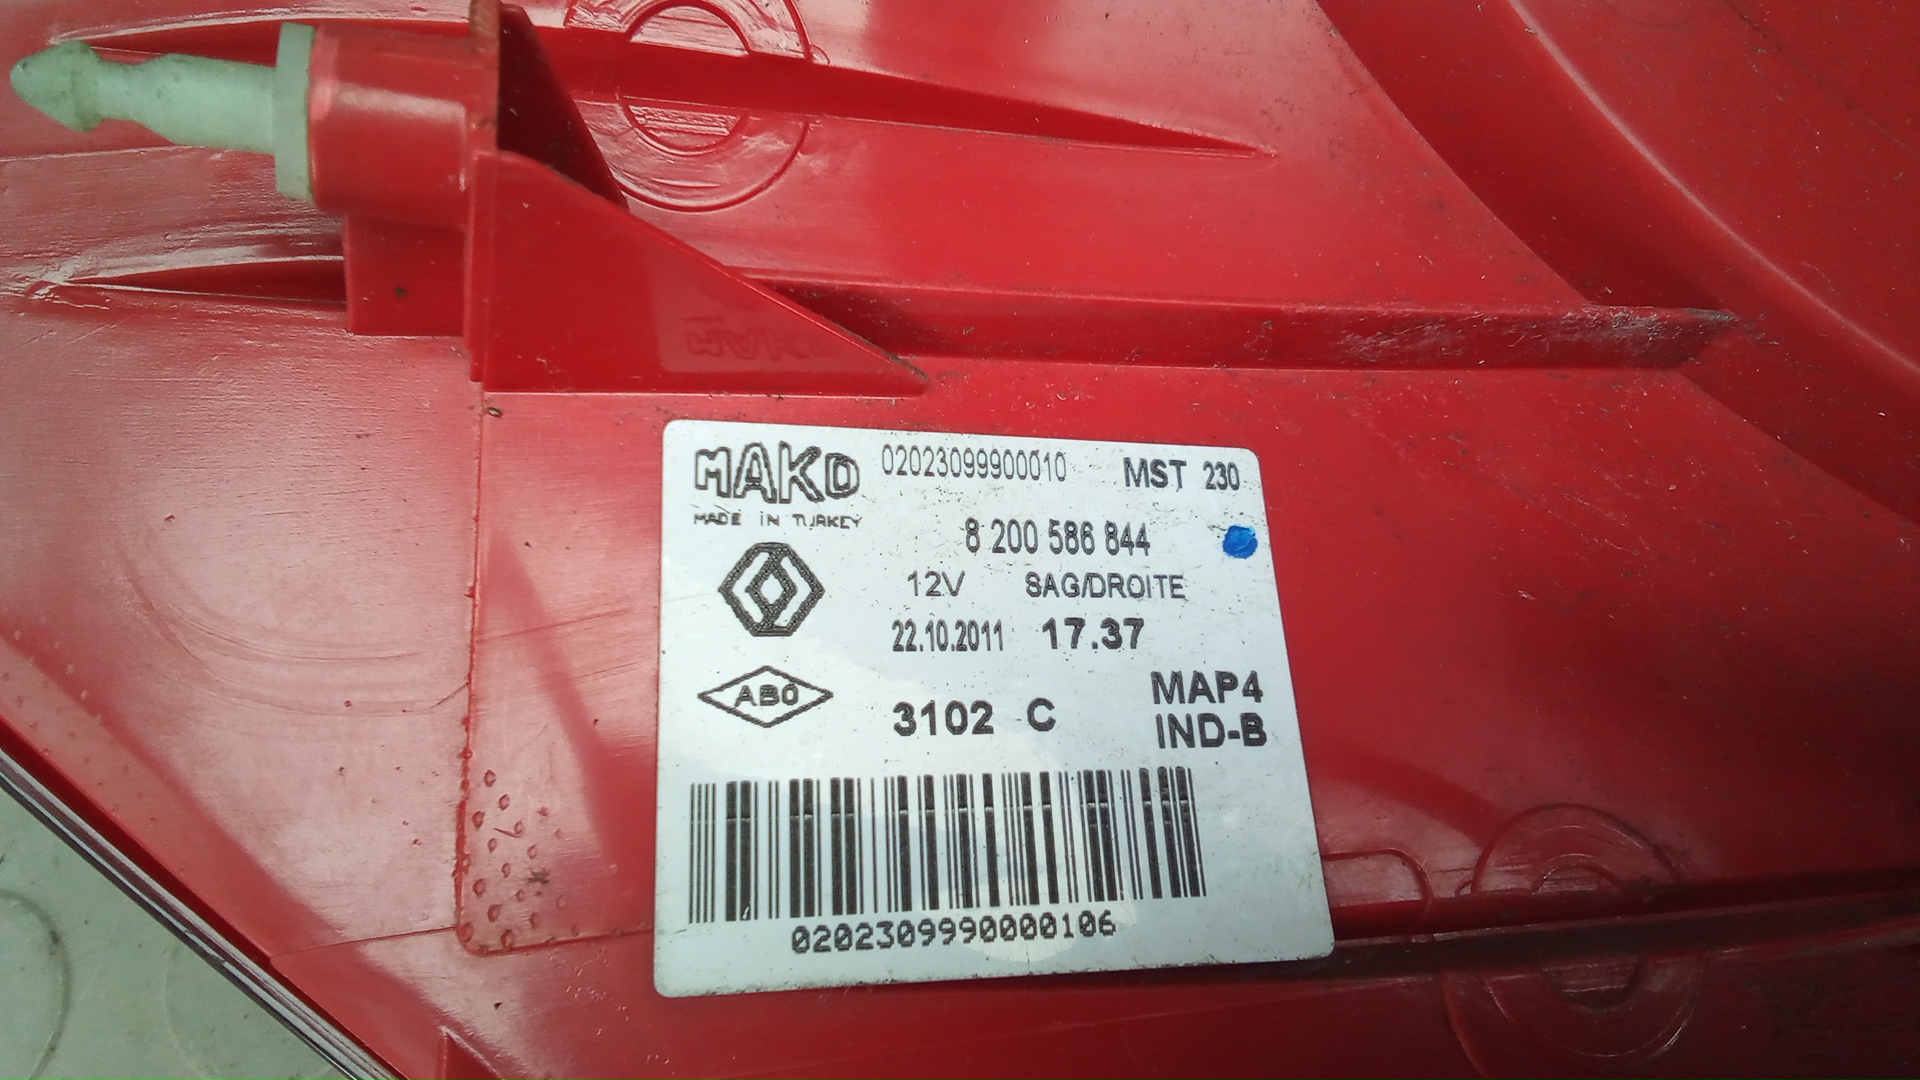 MAKO
MAKO 02023099900010 MST 230
MADE IN TURKEY
8 200 586 844
12V SAG/DROITE
22.10.2011 17.37
ABO 3102 C MAP4
IND-B
0202309990000106